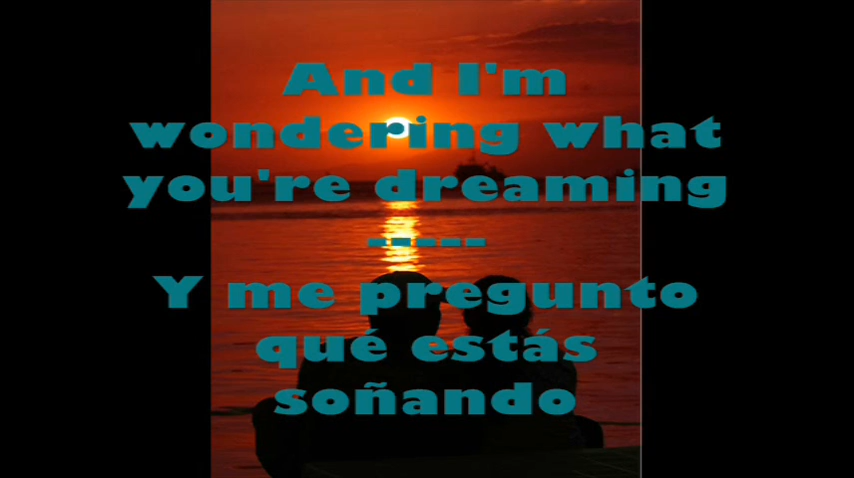 And I'm
wondering what
you're dreaming
-----
Y me pregunto
qué estás
soñando